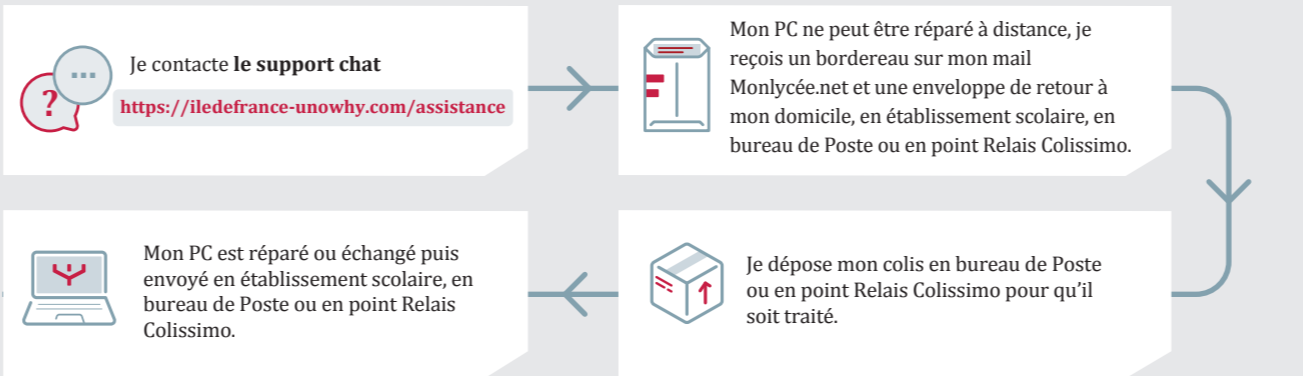 Je contacte le support chat
https://iledefrance-unowhy.com/assistance
Mon PC ne peut être réparé à distance, je
reçois un bordereau sur mon mail
Monlycée.net et une enveloppe de retour à
mon domicile, en établissement scolaire, en
bureau de Poste ou en point Relais Colissimo.
Je dépose mon colis en bureau de Poste
ou en point Relais Colissimo pour qu’il
soit traité.
Mon PC est réparé ou échangé puis
envoyé en établissement scolaire, en
bureau de Poste ou en point Relais
Colissimo.